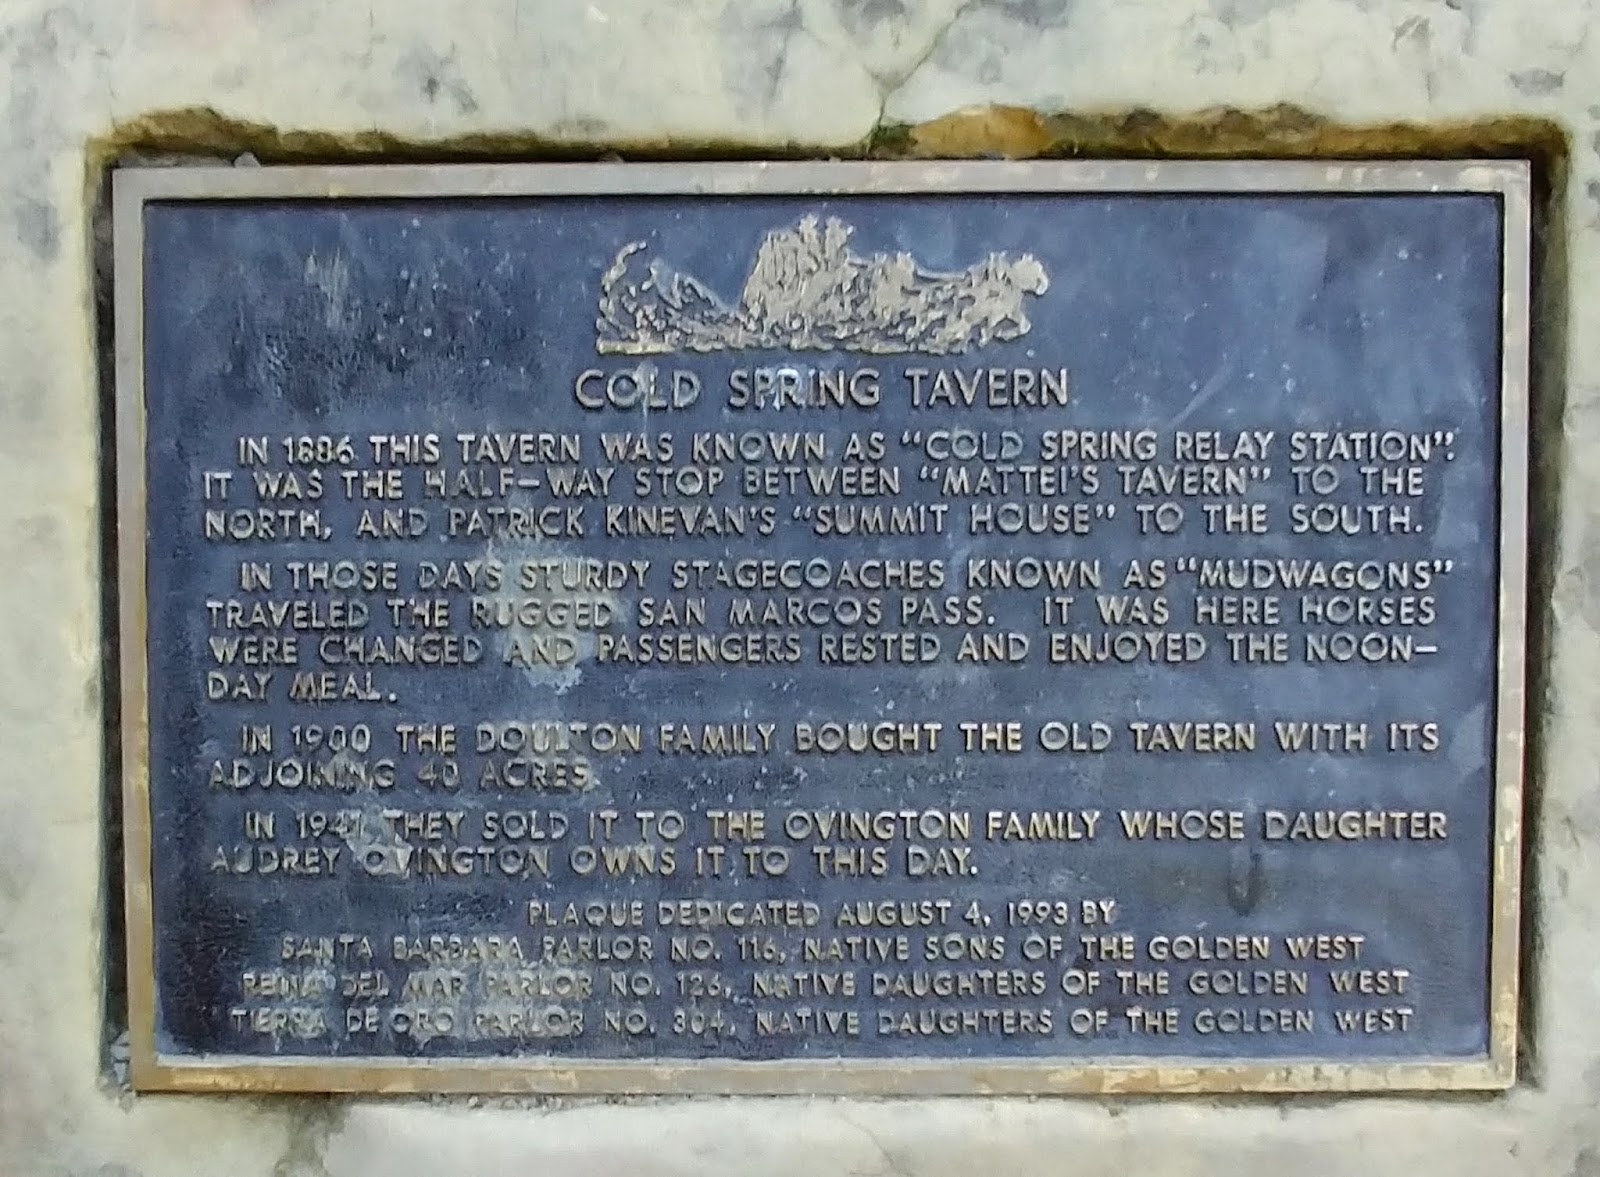 COLD SPRING TAVERN
IN 1886 THIS TAVERN WAS KNOWN AS "COLD SPRING RELAY STATION".
IT WAS THE HALF-WAY STOP BETWEEN "MATTEI'S TAVERN" TO THE
NORTH, AND PATRICK KINEVAN'S "SUMMIT HOUSE" TO THE SOUTH.
IN THOSE DAYS STURDY STAGECOACHES KNOWN AS "MUDWAGONS"
TRAVELED THE RUGGED SAN MARCOS PASS. IT WAS HERE HORSES
WERE CHANGED AND PASSENGERS RESTED AND ENJOYED THE NOON-
DAY MEAL.
IN 1900 THE DOULTON FAMILY BOUGHT THE OLD TAVERN WITH ITS
ADJOINING 40 ACRES
IN 1941 THEY SOLD IT TO THE OVINGTON FAMILY WHOSE DAUGHTER
AUDREY OVINGTON OWNS IT TO THIS DAY.
PLAQUE DEDICATED AUGUST 4, 1993 BY
SANTA BARBARA PARLOR NO. 116, NATIVE SONS OF THE GOLDEN WEST
REINA DEL MAR PARLOR NO. 126, NATIVE DAUGHTERS OF THE GOLDEN WEST
TIERRA DE ORO PARLOR NO. 304, NATIVE DAUGHTERS OF THE GOLDEN WEST